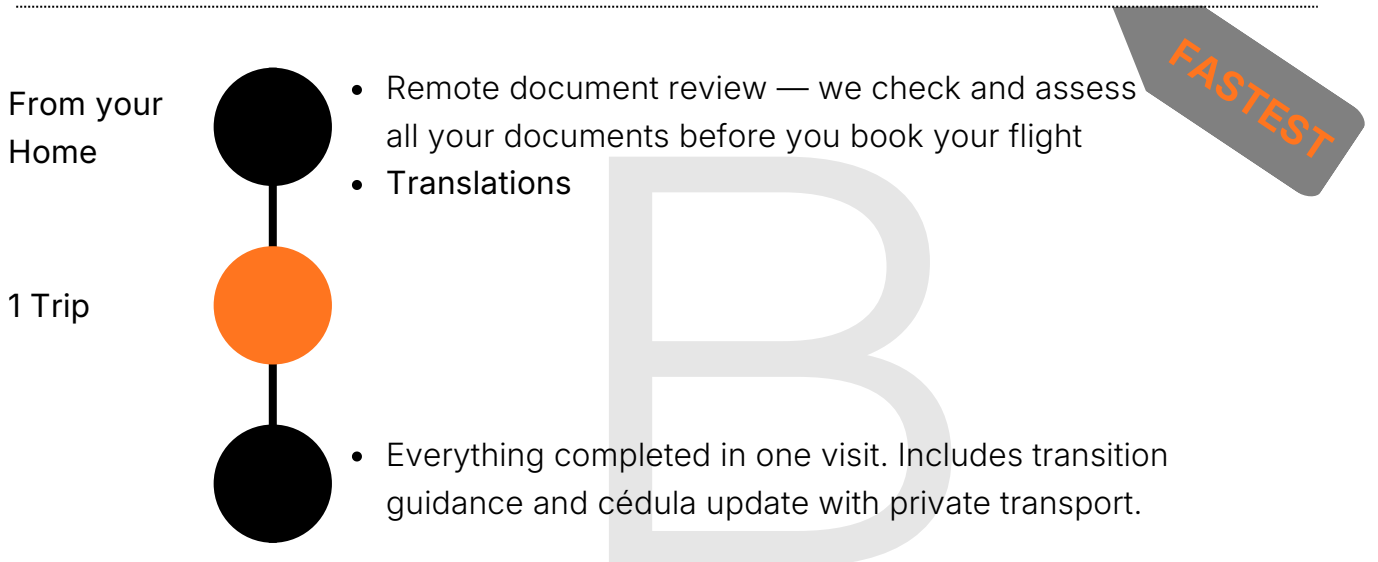 FASTEST
From your
Home
• Remote document review — we check and assess
all your documents before you book your flight
• Translations
1 Trip
• Everything completed in one visit. Includes transition
guidance and cédula update with private transport.
B